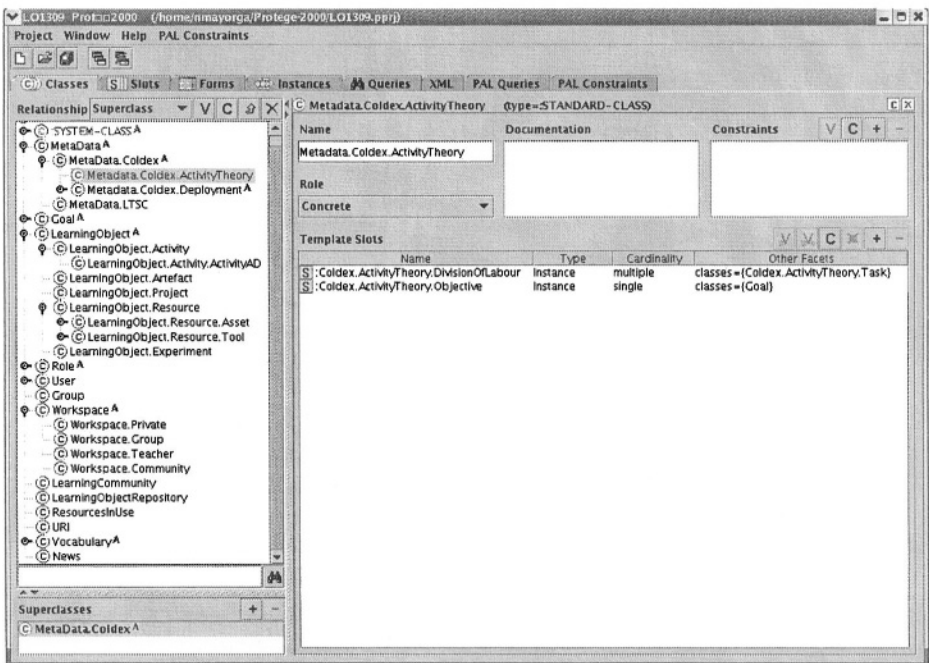 LO1309 Protégé2000 (/home/nmayorga/Protege-2000/LO1309.pprj)
Project Window Help PAL Constraints
C Classes S Slots Forms Instances Queries XML PAL Queries PAL Constraints
Relationship Superclass V C
:SYSTEM-CLASS A
MetaData A
MetaData.Coldex A
Metadata.Coldex.ActivityTheory
Metadata.Coldex.Deployment A
MetaData.LTSC
Goal A
LearningObject A
LearningObject.Activity
LearningObject.Activity.ActivityAD
LearningObject.Artefact
LearningObject.Project
LearningObject.Resource
LearningObject.Resource.Asset
LearningObject.Resource.Tool
LearningObject.Experiment
Role A
User
Group
Workspace A
Workspace.Private
Workspace.Group
Workspace.Teacher
Workspace.Community
LearningCommunity
LearningObjectRepository
ResourcesInUse
URI
Vocabulary A
News
Superclasses + -
C MetaData.Coldex A
C Metadata.Coldex.ActivityTheory (type=:STANDARD-CLASS) C X
Name Documentation Constraints V C + -
Metadata.Coldex.ActivityTheory
Role
Concrete
Template Slots V V C X + -
Name Type Cardinality Other Facets
S :Coldex.ActivityTheory.DivisionOfLabour Instance multiple classes={Coldex.ActivityTheory.Task}
S :Coldex.ActivityTheory.Objective Instance single classes={Goal}